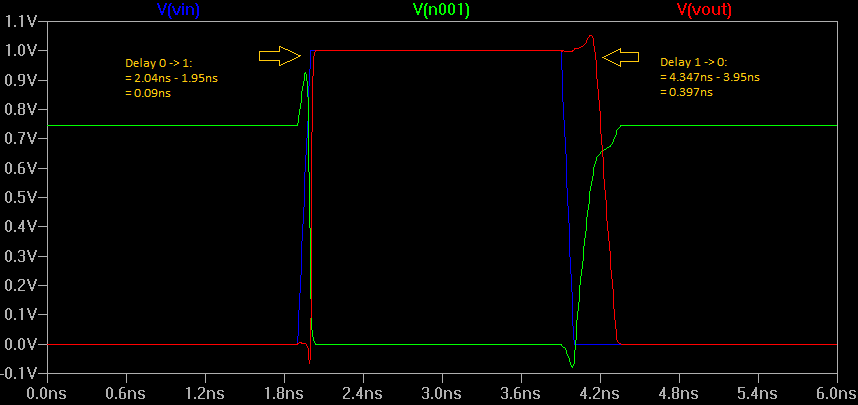 V(vin) V(n001) V(vout)
1.1V
1.0V
0.9V
0.8V
0.7V
0.6V
0.5V
0.4V
0.3V
0.2V
0.1V
0.0V
-0.1V
Delay 0 -> 1:
= 2.04ns - 1.95ns
= 0.09ns
Delay 1 -> 0:
= 4.347ns - 3.95ns
= 0.397ns
0.0ns 0.6ns 1.2ns 1.8ns 2.4ns 3.0ns 3.6ns 4.2ns 4.8ns 5.4ns 6.0ns